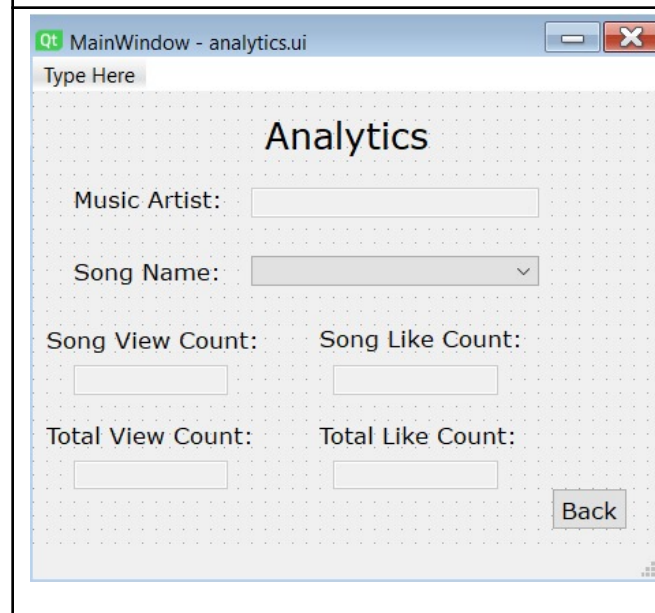 Qt MainWindow - analytics.ui
Type Here
Analytics
Music Artist:
Song Name:
Song View Count: Song Like Count:
Total View Count: Total Like Count:
Back